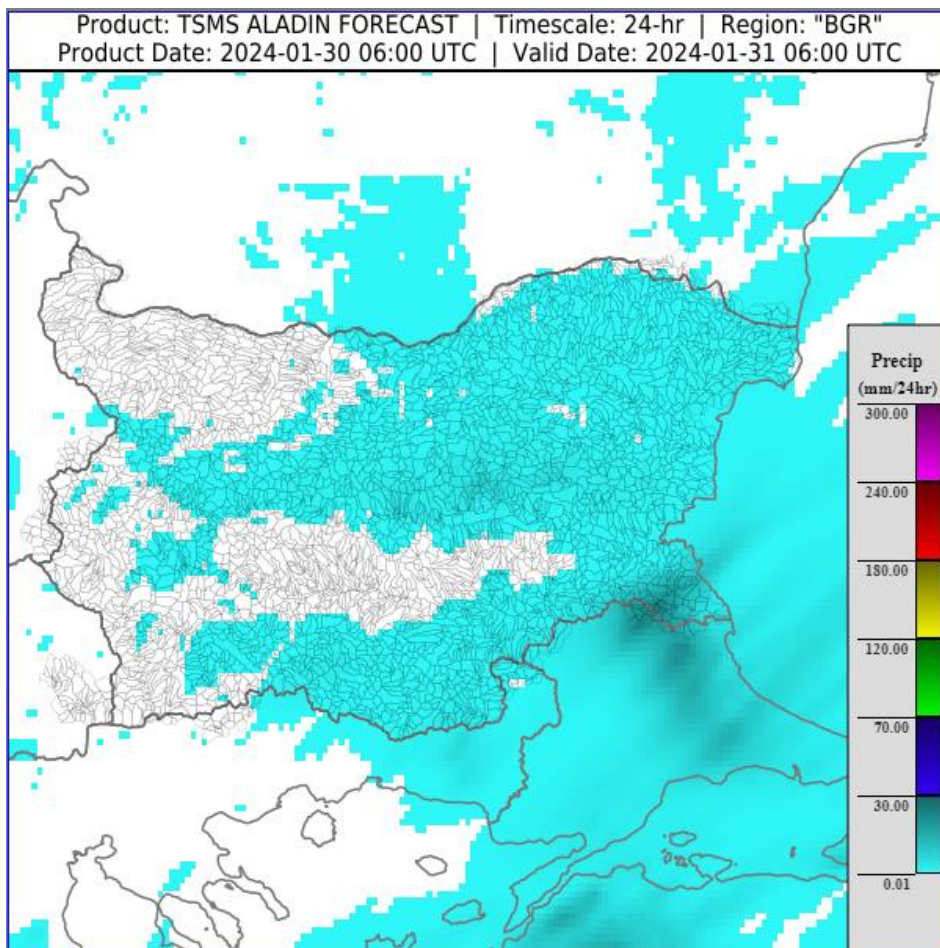 Product: TSMS ALADIN FORECAST | Timescale: 24-hr | Region: "BGR"
Product Date: 2024-01-30 06:00 UTC | Valid Date: 2024-01-31 06:00 UTC
Precip
(mm/24hr)
300.00
240.00
180.00
120.00
70.00
30.00
0.01